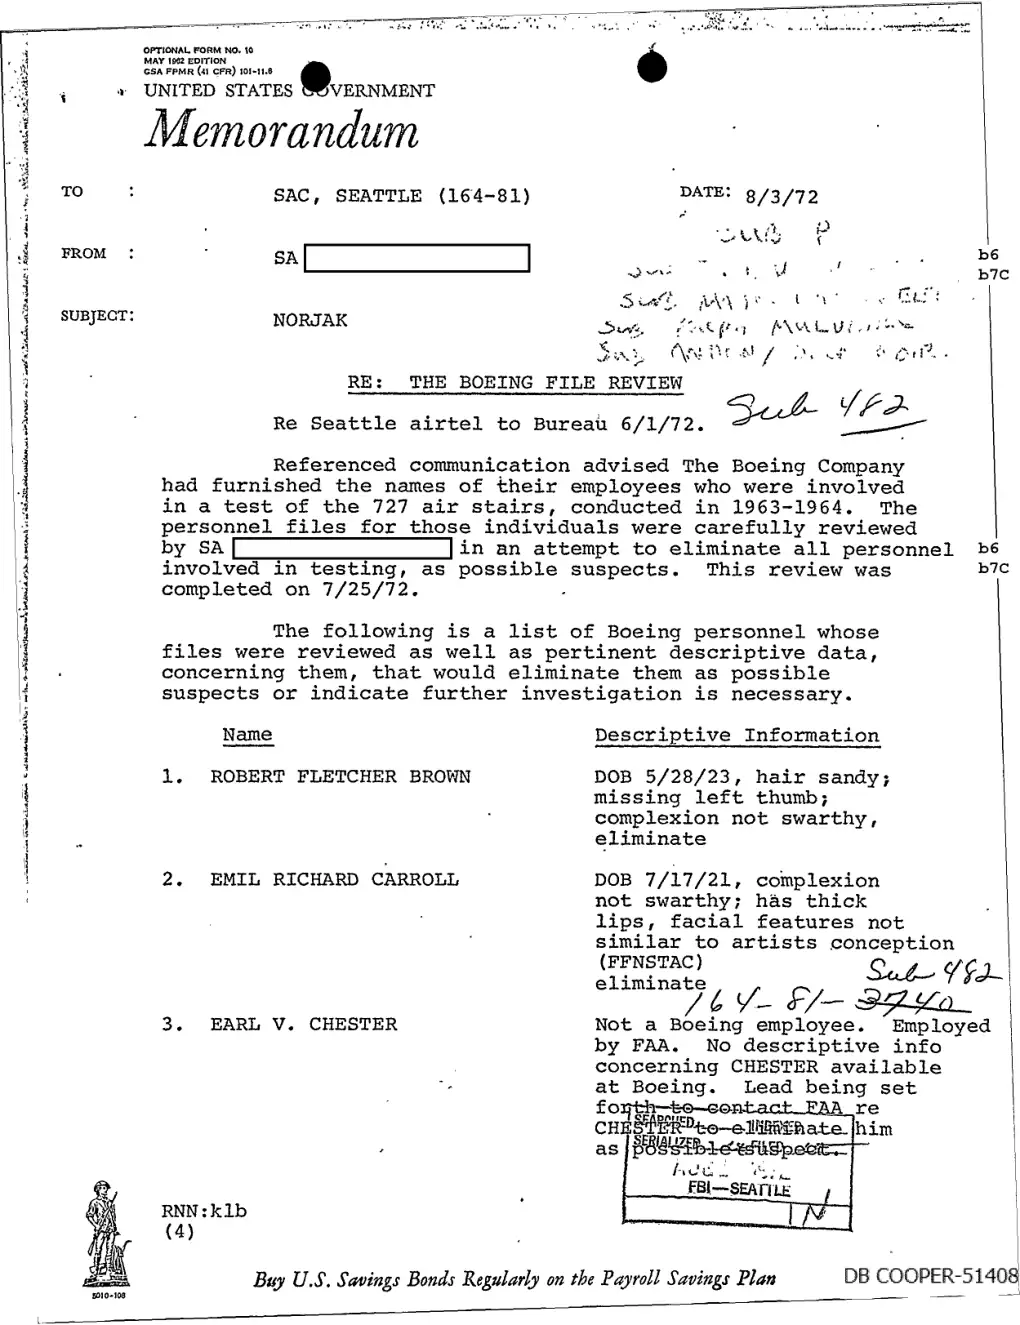 OPTIONAL FORM NO. 10
MAY 1962 EDITION
GSA FPMR (41 CFR) 101-11.6
UNITED STATES GOVERNMENT
Memorandum
TO : SAC, SEATTLE (164-81) DATE: 8/3/72
SUB P
FROM : SA b6
b7C
SUBJECT: NORJAK
Sub
Sub
Sub
RE: THE BOEING FILE REVIEW
Re Seattle airtel to Bureau 6/1/72. Sub 482
Referenced communication advised The Boeing Company
had furnished the names of their employees who were involved
in a test of the 727 air stairs, conducted in 1963-1964. The
personnel files for those individuals were carefully reviewed
by SA in an attempt to eliminate all personnel b6
involved in testing, as possible suspects. This review was b7C
completed on 7/25/72.
The following is a list of Boeing personnel whose
files were reviewed as well as pertinent descriptive data,
concerning them, that would eliminate them as possible
suspects or indicate further investigation is necessary.
Name Descriptive Information
1. ROBERT FLETCHER BROWN DOB 5/28/23, hair sandy;
missing left thumb;
complexion not swarthy,
eliminate
2. EMIL RICHARD CARROLL DOB 7/17/21, complexion
not swarthy; has thick
lips, facial features not
similar to artists conception
(FFNSTAC)
eliminate Sub 482
164-81-3740
3. EARL V. CHESTER Not a Boeing employee. Employed
by FAA. No descriptive info
concerning CHESTER available
at Boeing. Lead being set
forth to contact FAA re
CHESTER to eliminate him
as possible suspect.
SEARCHED
SERIALIZED FILED
FBI—SEATTLE
RNN:klb
(4)
5010-108
Buy U.S. Savings Bonds Regularly on the Payroll Savings Plan
DB COOPER-51408